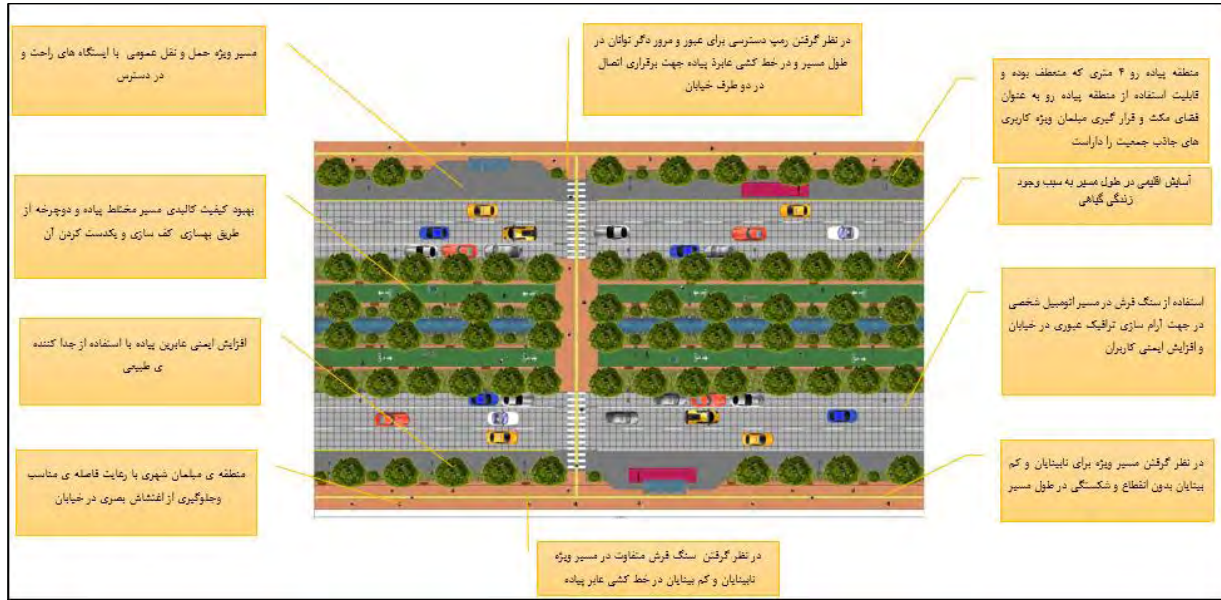 مسیر ویژه حمل و نقل عمومی با ایستگاه های راحت و
در دسترس
در نظر گرفتن رمپ دسترسی برای عبور و مرور دگر توانان در
طول مسیر و در خط کشی عابرۀ پیاده جهت برقراری اتصال
در دو طرف خیابان
منطقه پیاده رو ۴ متری که منعطف بوده و
قابلیت استفاده از منطقه پیاده رو به عنوان
فضای مکث و قرار گیری مبلمان ویژه کاربری
های جاذب جمعیت را داراست
آسایش اقلیمی در طول مسیر به سبب وجود
زندگی گیاهی
بهبود کیفیت کالبدی مسیر مختلط پیاده و دوچرخه از
طریق بهسازی کف سازی و یکدست کردن آن
استفاده از سنگ فرش در مسیر اتومبیل شخصی
در جهت آرام سازی ترافیک عبوری در خیابان
و افزایش ایمنی کاربران
افزایش ایمنی عابرین پیاده با استفاده از جدا کننده
ی طبیعی
منطقه ی مبلمان شهری با رعایت فاصله ی مناسب
وجلوگیری از اغتشاش بصری در خیابان
در نظر گرفتن مسیر ویژه برای نابینایان و کم
بینایان بدون انقطاع و شکستگی در طول مسیر
در نظر گرفتن سنگ فرش متفاوت در مسیر ویژه
نابینایان و کم بینایان در خط کشی عابر پیاده